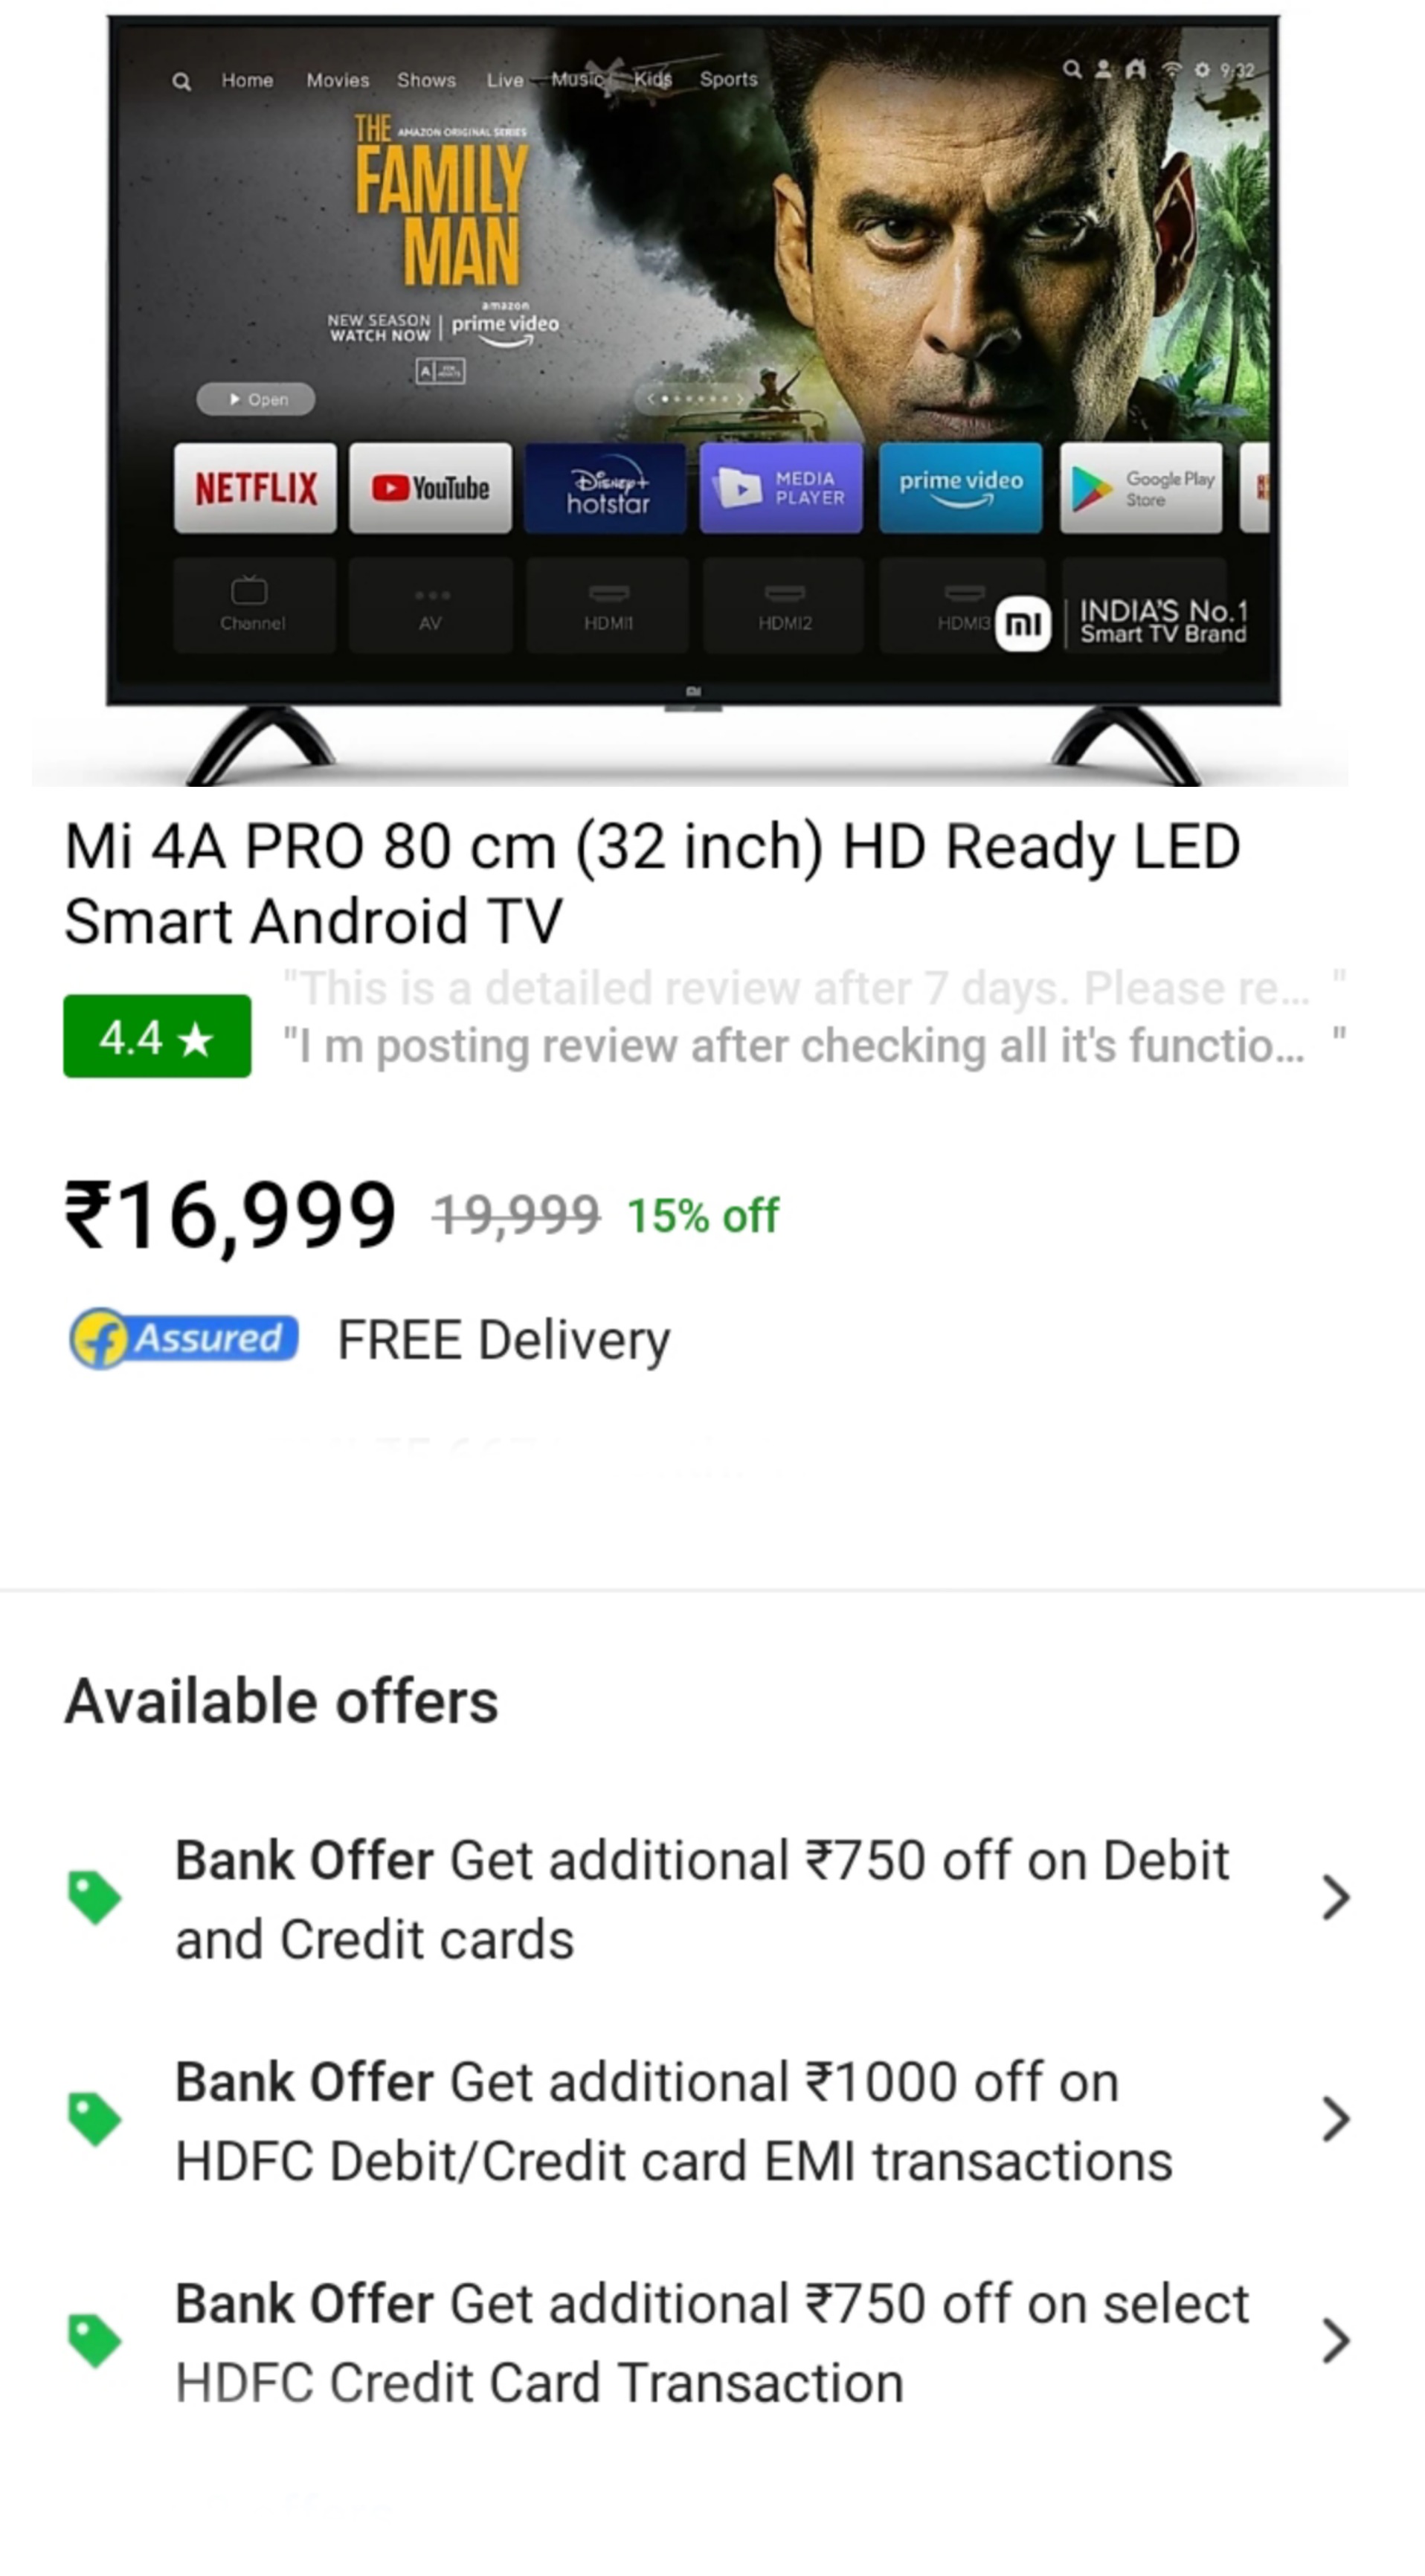 Home Movies Shows Live Music Kids Sports
9:32
THE AMAZON ORIGINAL SERIES
FAMILY
MAN
NEW SEASON
WATCH NOW
amazon
prime video
A
Open
NETFLIX
YouTube
Disney+
hotstar
MEDIA
PLAYER
prime video
Google Play
Store
Channel
AV
HDMI1
HDMI2
HDMI3
mi
INDIA'S No.1
Smart TV Brand
mi
Mi 4A PRO 80 cm (32 inch) HD Ready LED
Smart Android TV
"This is a detailed review after 7 days. Please re... "
4.4 ★
"I m posting review after checking all it's functio... "
₹16,999 19,999 15% off
f Assured FREE Delivery
Available offers
Bank Offer Get additional ₹750 off on Debit
and Credit cards
Bank Offer Get additional ₹1000 off on
HDFC Debit/Credit card EMI transactions
Bank Offer Get additional ₹750 off on select
HDFC Credit Card Transaction